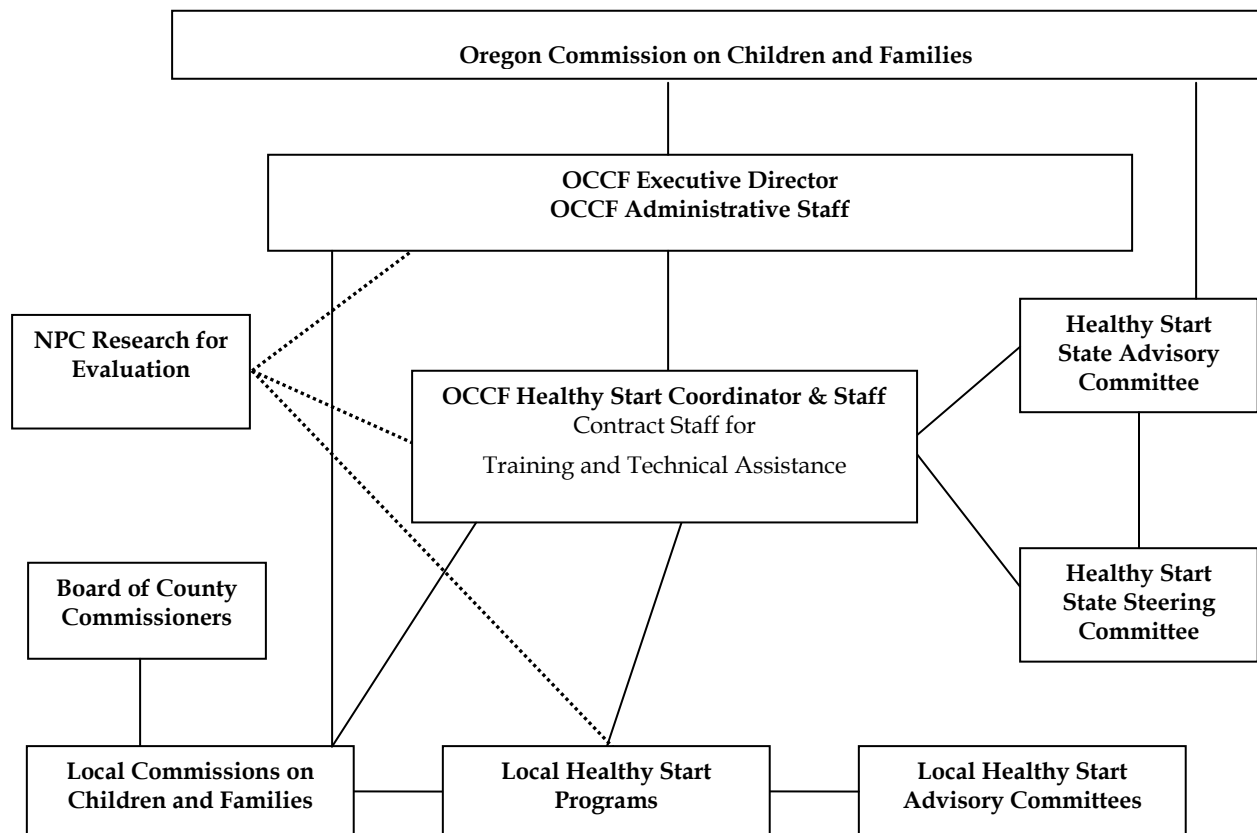 Oregon Commission on Children and Families
OCCF Executive Director
OCCF Administrative Staff
NPC Research for
Evaluation
Healthy Start
State Advisory
Committee
OCCF Healthy Start Coordinator & Staff
Contract Staff for
Training and Technical Assistance
Board of County
Commissioners
Healthy Start
State Steering
Committee
Local Commissions on
Children and Families
Local Healthy Start
Programs
Local Healthy Start
Advisory Committees